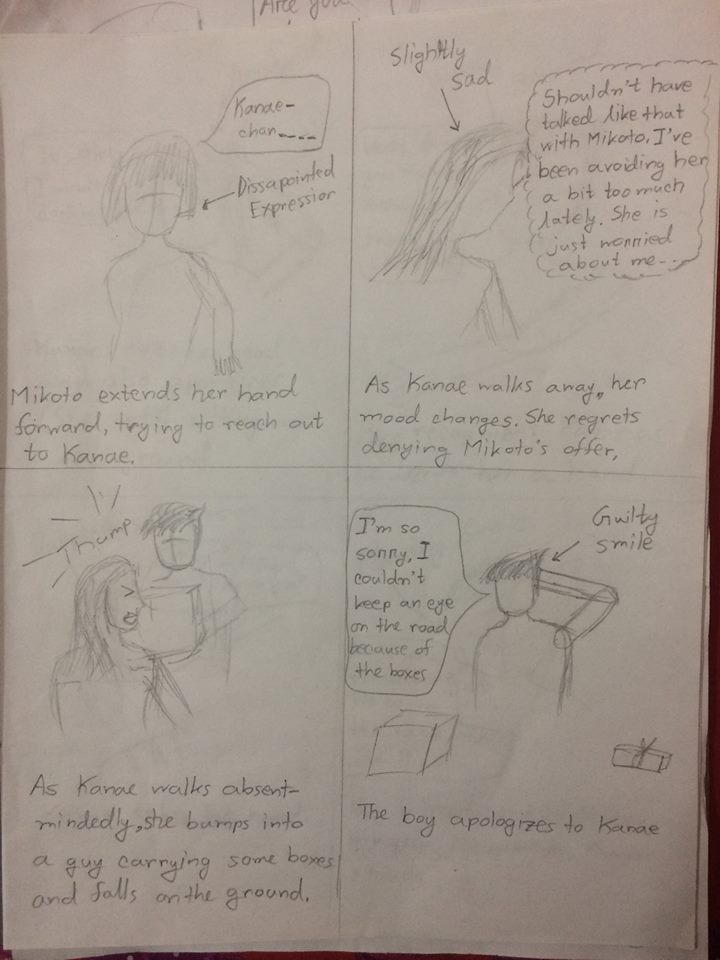 Are you
Kanae-
chan----
Dissapointed
Expression
Mikoto extends her hand
forward, trying to reach out
to Kanae.
Slightly
sad
Shouldn't have
talked like that
with Mikoto. I've
been avoiding her
a bit too much
lately. She is
just worried
about me---
As Kanae walks away, her
mood changes. She regrets
denying Mikoto's offer,
Thump
As Kanae walks absent-
mindedly, she bumps into
a guy carrying some boxes
and falls on the ground.
I'm so
sorry, I
couldn't
keep an eye
on the road
because of
the boxes
Guilty
smile
The boy apologizes to Kanae